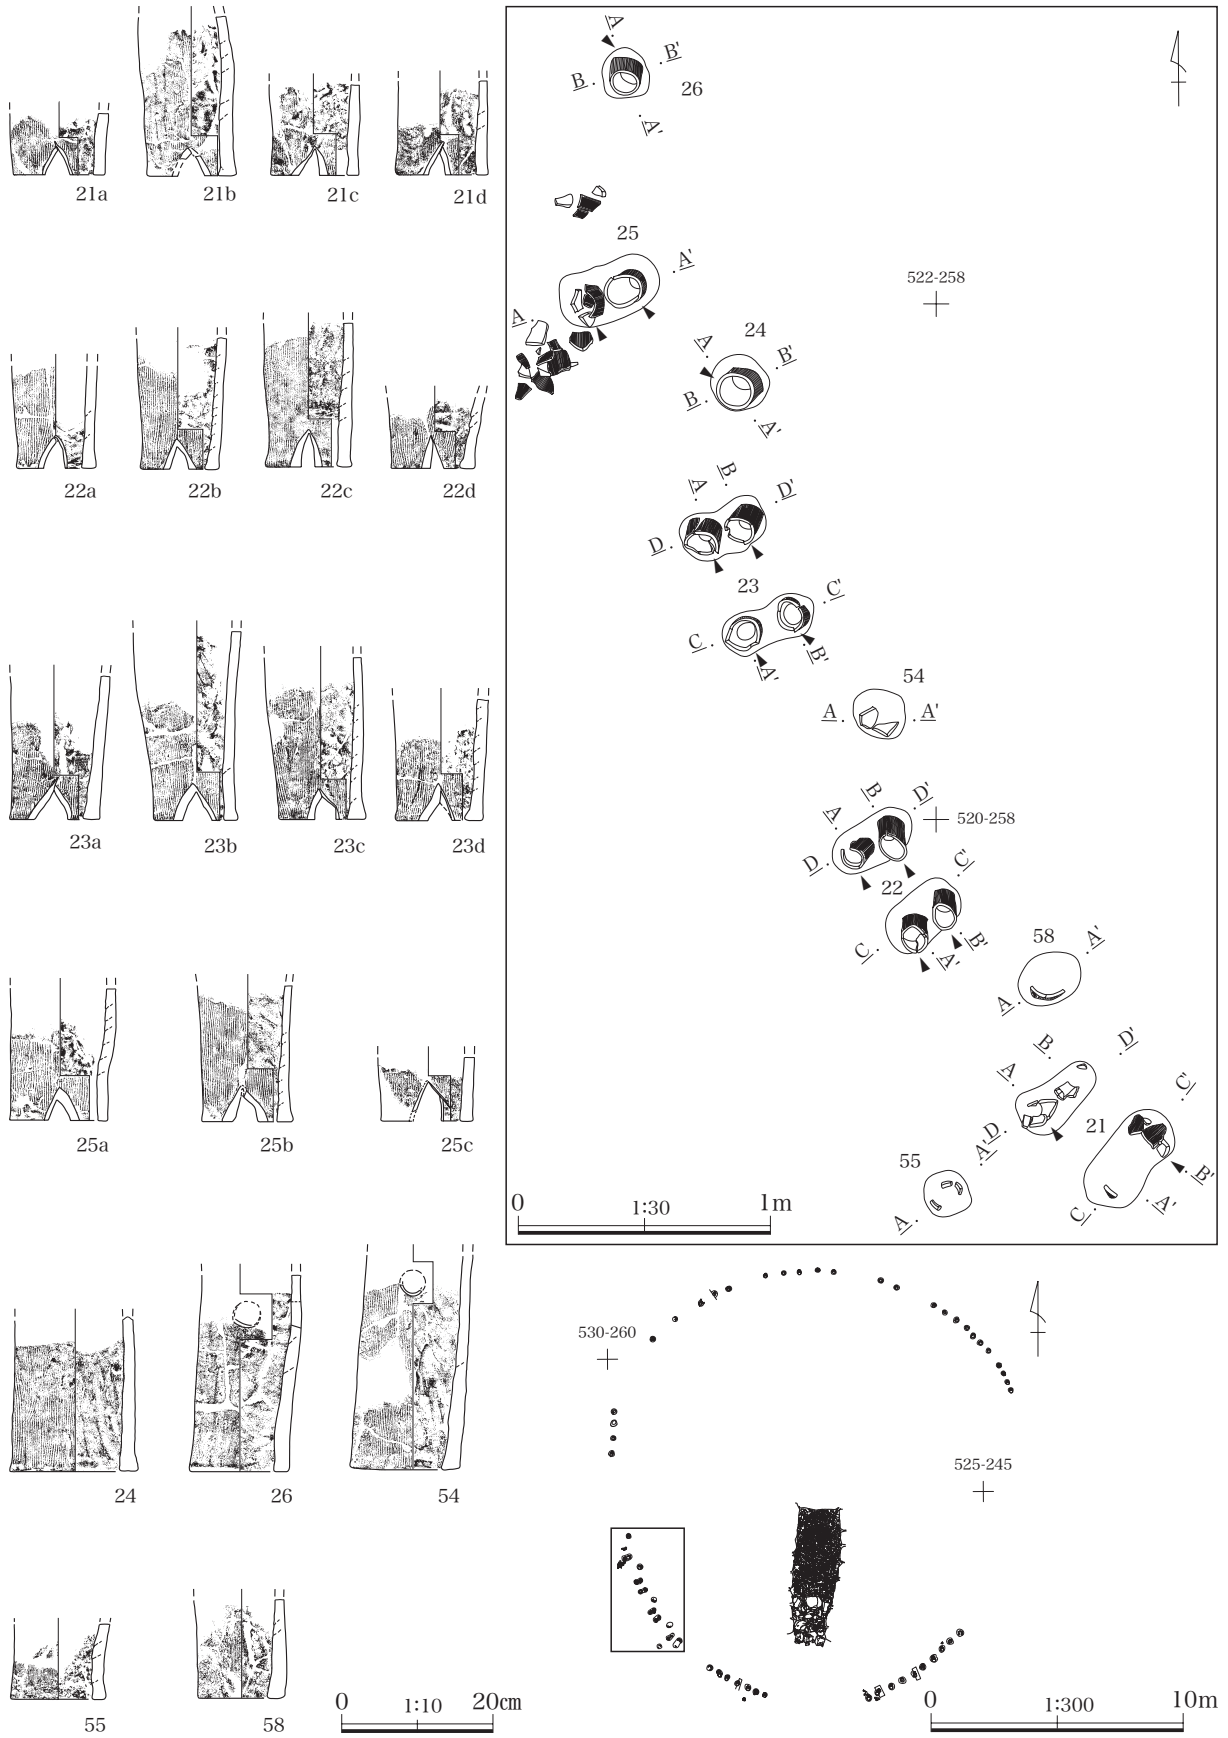 21a
21b
21c
21d
22a
22b
22c
22d
23a
23b
23c
23d
25a
25b
25c
24
26
54
55
58
0
1:10
20cm
A
B'
B
26
A'
25
A'
A
522-258
24
A
B'
B
A'
B
A
D'
D
23
C'
C
B'
A'
54
A
A'
B
D'
A
520-258
D
22
C'
C
B'
A'
58
A'
A
B
D'
A
C'
D
21
A'
55
B'
A'
A
C
0
1:30
1m
530-260
525-245
0
1:300
10m